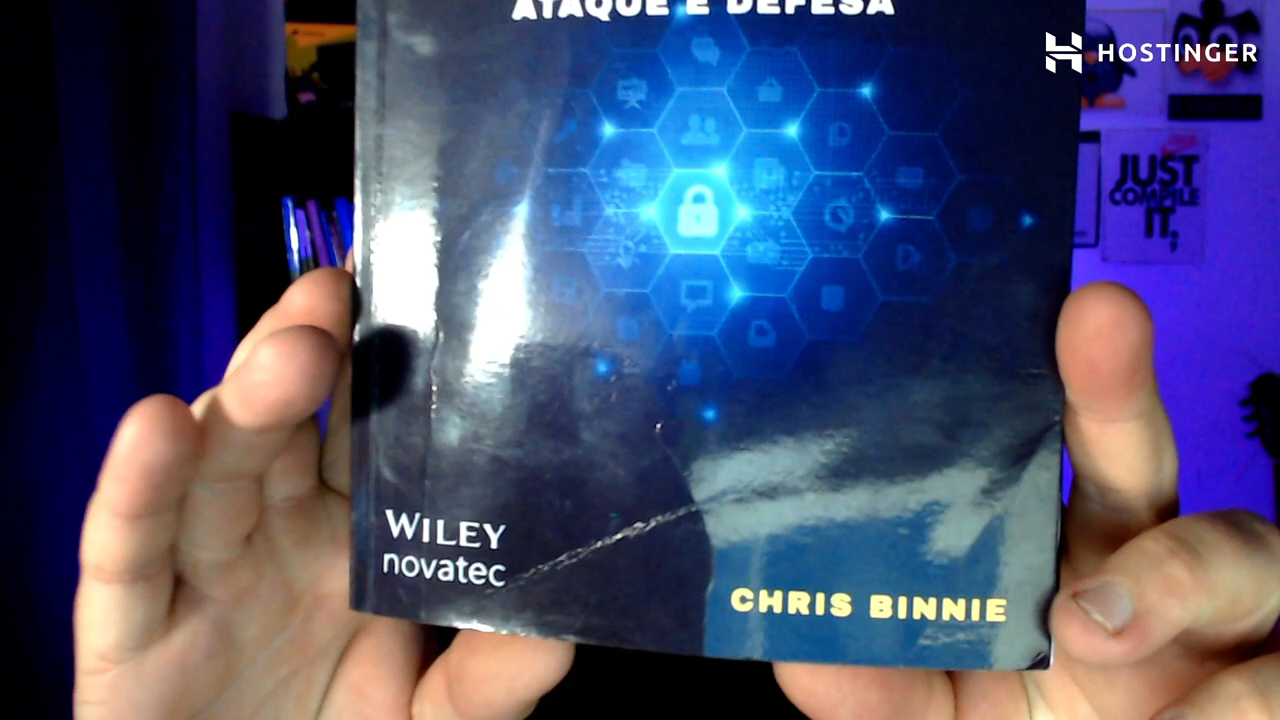 ATAQUE E DEFESA
HOSTINGER
JUST
COMPILE
IT;
WILEY
novatec
CHRIS BINNIE